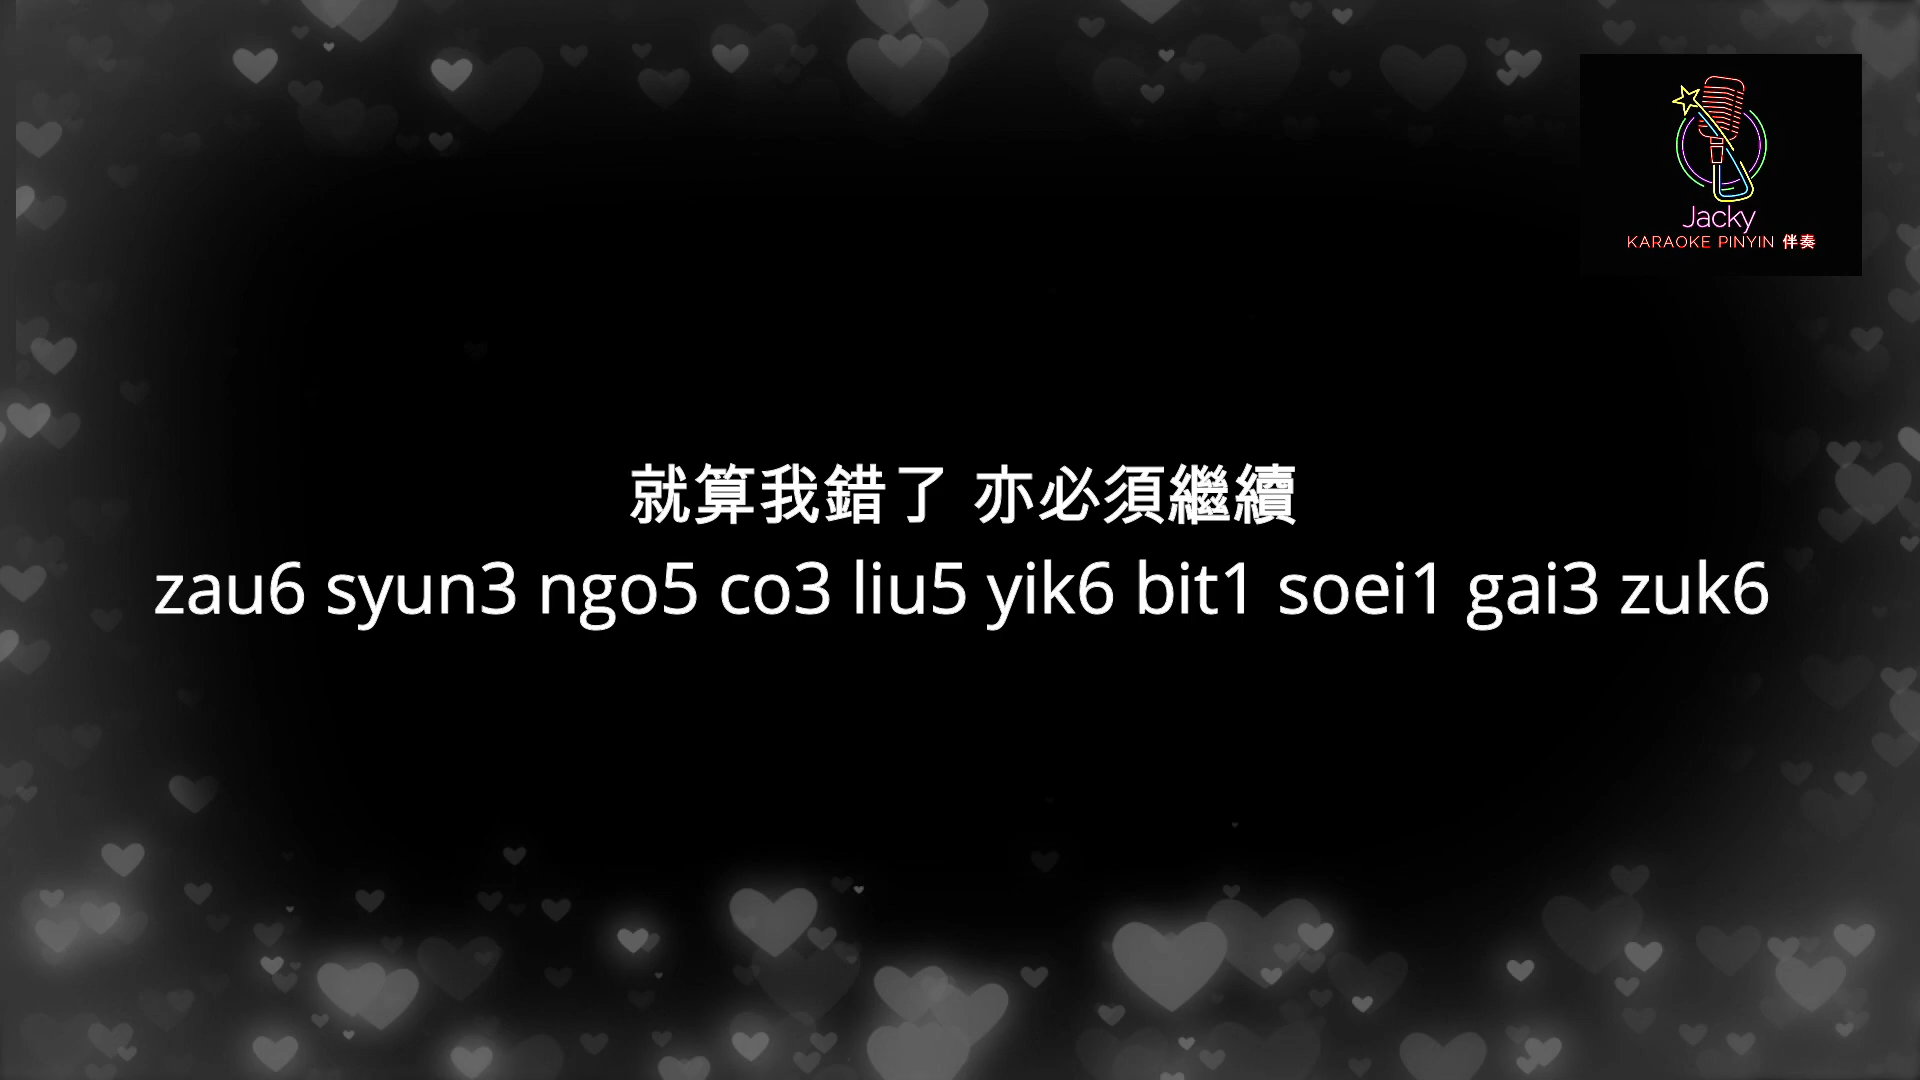 Jacky
KARAOKE PINYIN 伴奏
就算我錯了 亦必須繼續
zau6 syun3 ngo5 co3 liu5 yik6 bit1 soei1 gai3 zuk6